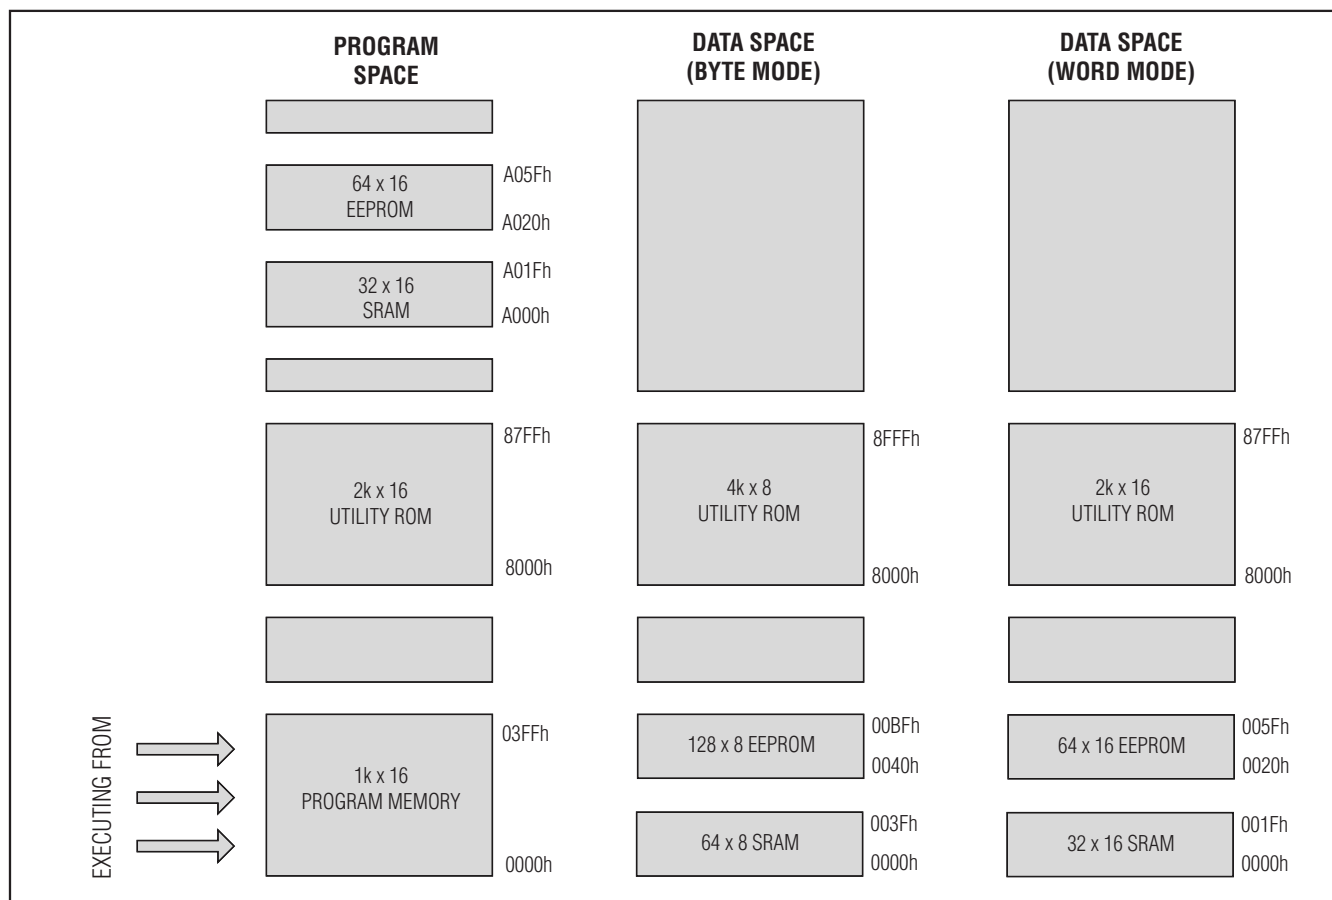 PROGRAM
SPACE
DATA SPACE
(BYTE MODE)
DATA SPACE
(WORD MODE)
64 x 16
EEPROM
A05Fh
A020h
32 x 16
SRAM
A01Fh
A000h
2k x 16
UTILITY ROM
87FFh
8000h
4k x 8
UTILITY ROM
8FFFh
8000h
2k x 16
UTILITY ROM
87FFh
8000h
EXECUTING FROM
1k x 16
PROGRAM MEMORY
03FFh
0000h
128 x 8 EEPROM
00BFh
0040h
64 x 8 SRAM
003Fh
0000h
64 x 16 EEPROM
005Fh
0020h
32 x 16 SRAM
001Fh
0000h